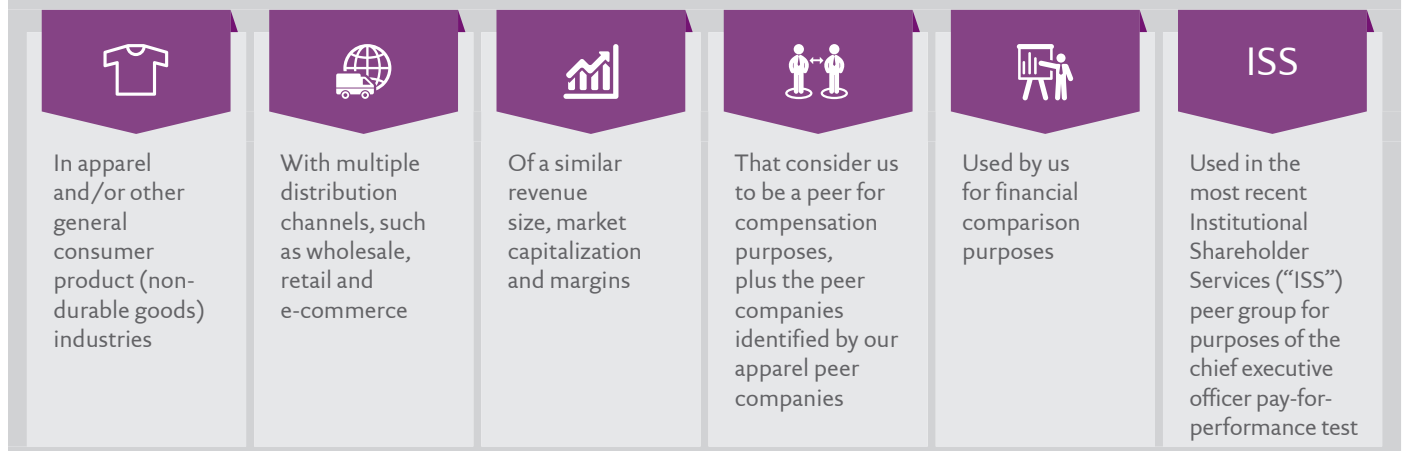 In apparel
and/or other
general
consumer
product (non-
durable goods)
industries
With multiple
distribution
channels, such
as wholesale,
retail and
e-commerce
Of a similar
revenue
size, market
capitalization
and margins
That consider us
to be a peer for
compensation
purposes,
plus the peer
companies
identified by our
apparel peer
companies
Used by us
for financial
comparison
purposes
ISS
Used in the
most recent
Institutional
Shareholder
Services (“ISS”)
peer group for
purposes of the
chief executive
officer pay-for-
performance test